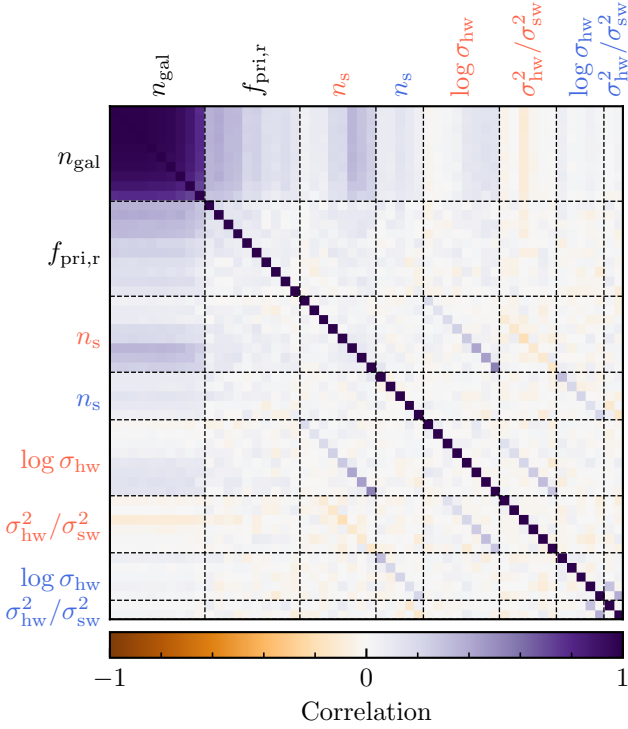 n_gal
f_pri,r
n_s
n_s
log σ_hw
σ²_hw/σ²_sw
log σ_hw
σ²_hw/σ²_sw
n_gal
f_pri,r
n_s
n_s
log σ_hw
σ²_hw/σ²_sw
log σ_hw
σ²_hw/σ²_sw
−1
0
1
Correlation